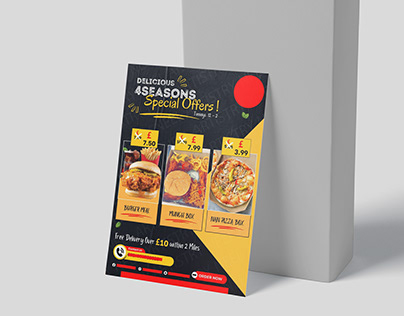 DELICIOUS
4SEASONS
Special Offers !
£
7.50
£
7.99
£
3.99
BURGER MEAL
MUNCH BOX
NAN PIZZA BOX
Free Delivery Over £10 within 2 Miles
ORDER NOW